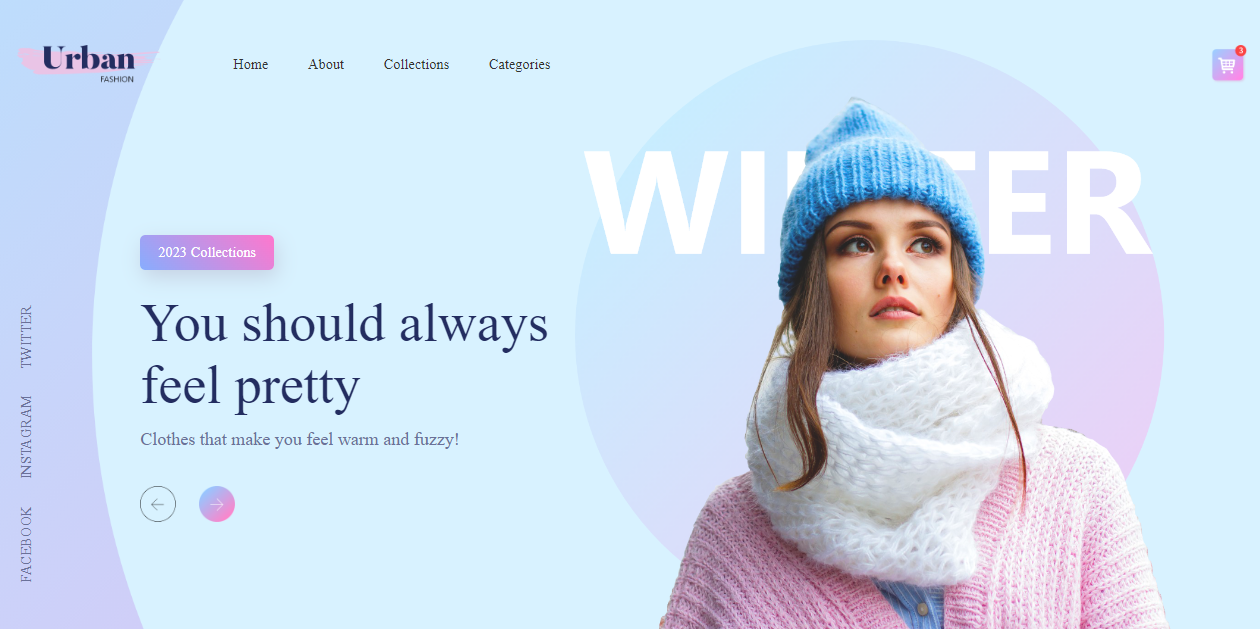 Urban
FASHION
Home
About
Collections
Categories
3
WI TER
2023 Collections
You should always
feel pretty
Clothes that make you feel warm and fuzzy!
TWITTER
INSTAGRAM
FACEBOOK